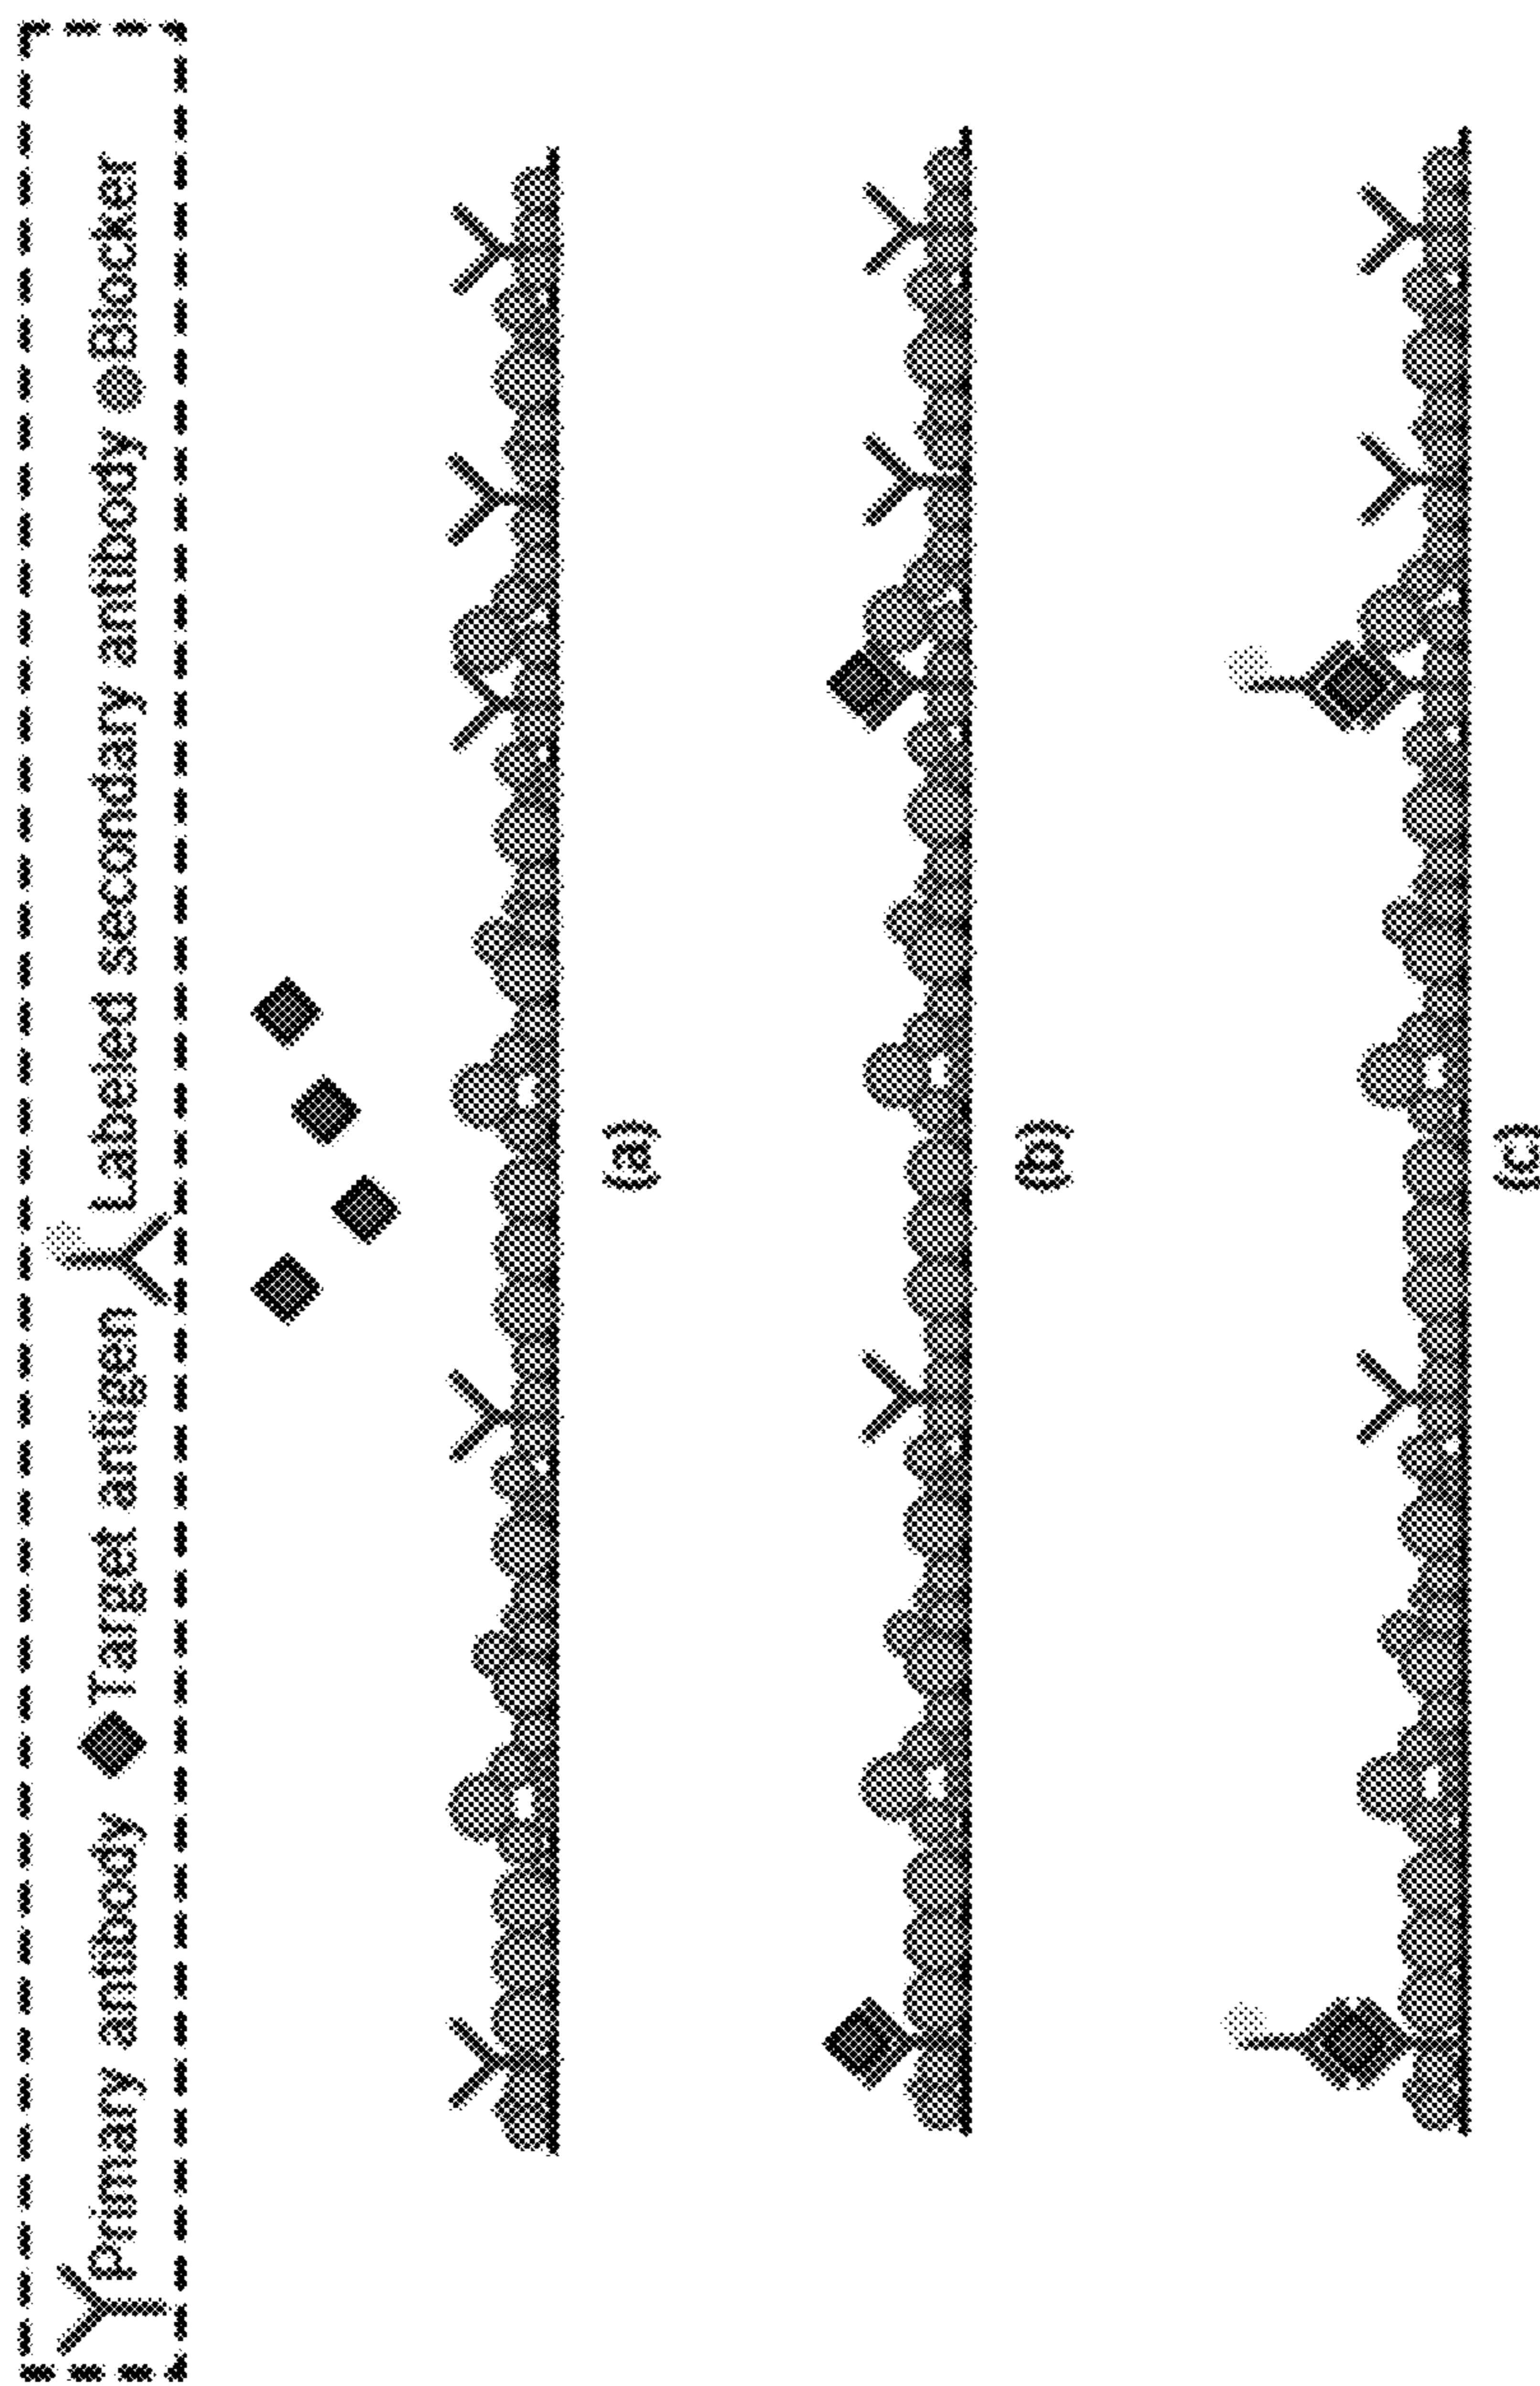 Primary antibody Target antigen Labeled secondary antibody Blocker
(a)
(b)
(c)